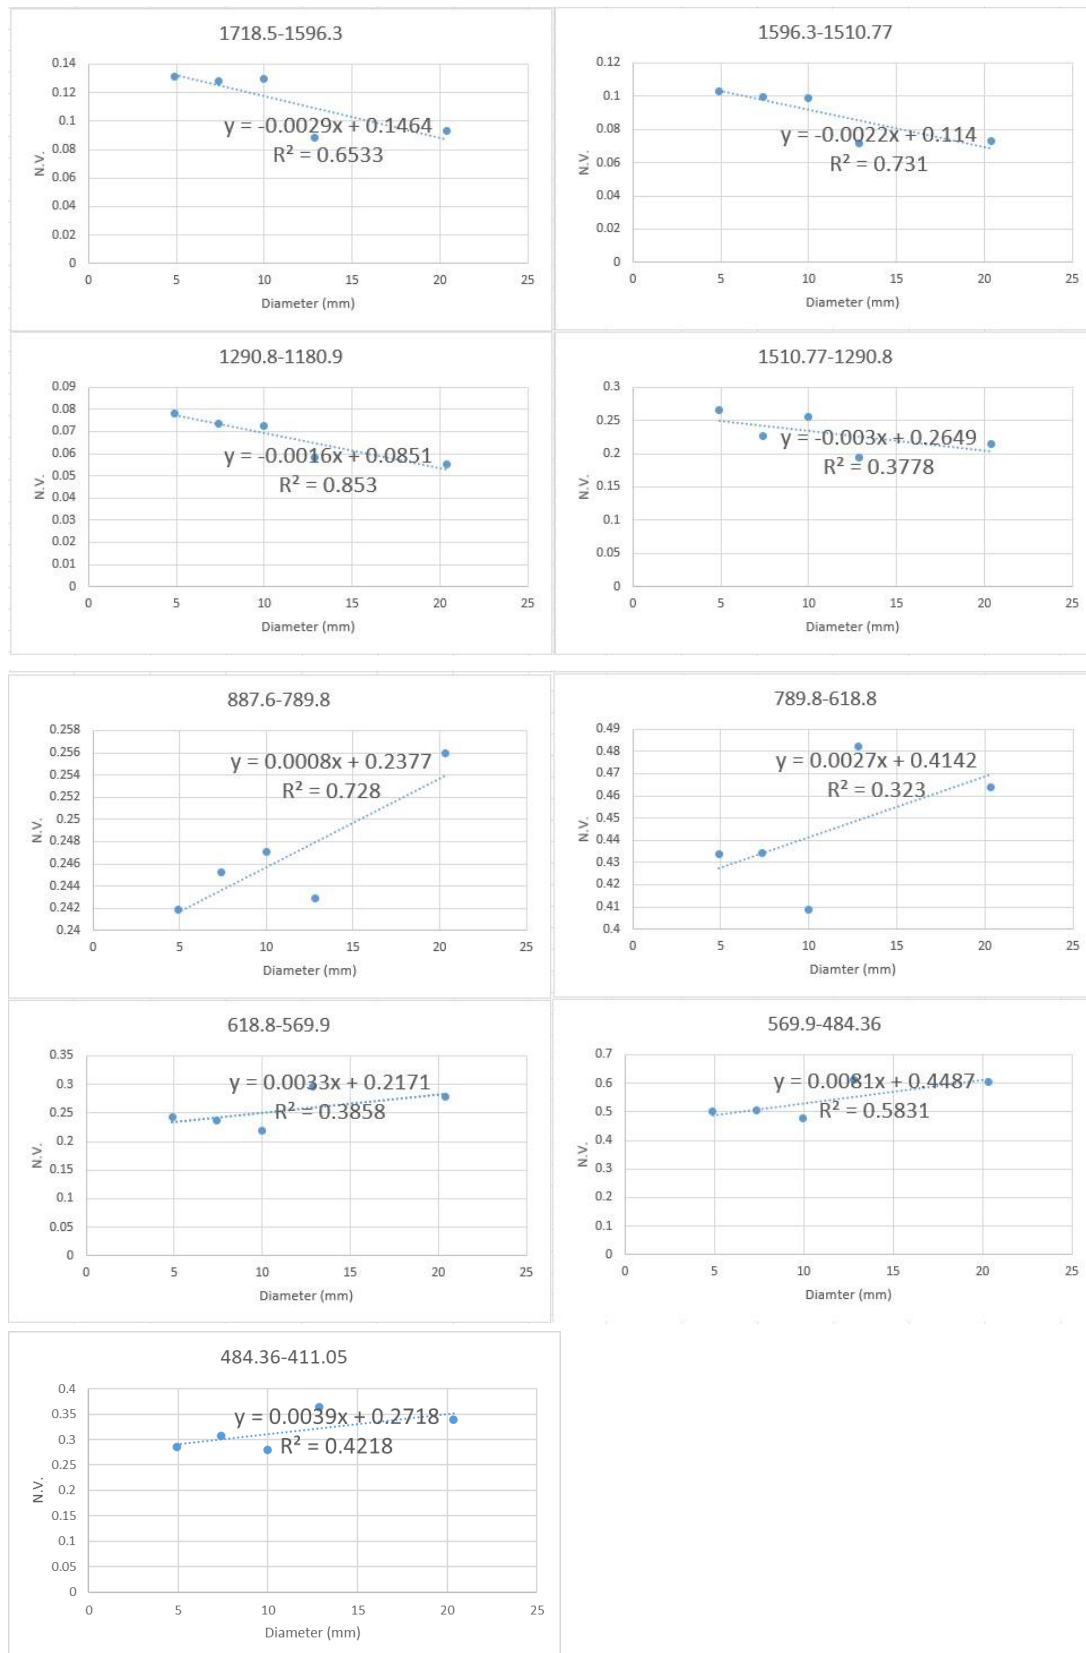 1718.5-1596.3
0.14
0.12
0.1
0.08
0.06
0.04
0.02
0
N.V.
y = -0.0029x + 0.1464
R² = 0.6533
0 5 10 15 20 25
Diameter (mm)
1596.3-1510.77
0.12
0.1
0.08
0.06
0.04
0.02
0
N.V.
y = -0.0022x + 0.114
R² = 0.731
0 5 10 15 20 25
Diameter (mm)
1290.8-1180.9
0.09
0.08
0.07
0.06
0.05
0.04
0.03
0.02
0.01
0
N.V.
y = -0.0016x + 0.0851
R² = 0.853
0 5 10 15 20 25
Diameter (mm)
1510.77-1290.8
0.3
0.25
0.2
0.15
0.1
0.05
0
N.V.
y = -0.003x + 0.2649
R² = 0.3778
0 5 10 15 20 25
Diameter (mm)
887.6-789.8
0.258
0.256
0.254
0.252
0.25
0.248
0.246
0.244
0.242
0.24
N.V.
y = 0.0008x + 0.2377
R² = 0.728
0 5 10 15 20 25
Diameter (mm)
789.8-618.8
0.49
0.48
0.47
0.46
0.45
0.44
0.43
0.42
0.41
0.4
N.V.
y = 0.0027x + 0.4142
R² = 0.323
0 5 10 15 20 25
Diamter (mm)
618.8-569.9
0.35
0.3
0.25
0.2
0.15
0.1
0.05
0
N.V.
y = 0.0033x + 0.2171
R² = 0.3858
0 5 10 15 20 25
Diameter (mm)
569.9-484.36
0.7
0.6
0.5
0.4
0.3
0.2
0.1
0
N.V.
y = 0.0081x + 0.4487
R² = 0.5831
0 5 10 15 20 25
Diamter (mm)
484.36-411.05
0.4
0.35
0.3
0.25
0.2
0.15
0.1
0.05
0
N.V.
y = 0.0039x + 0.2718
R² = 0.4218
0 5 10 15 20 25
Diameter (mm)